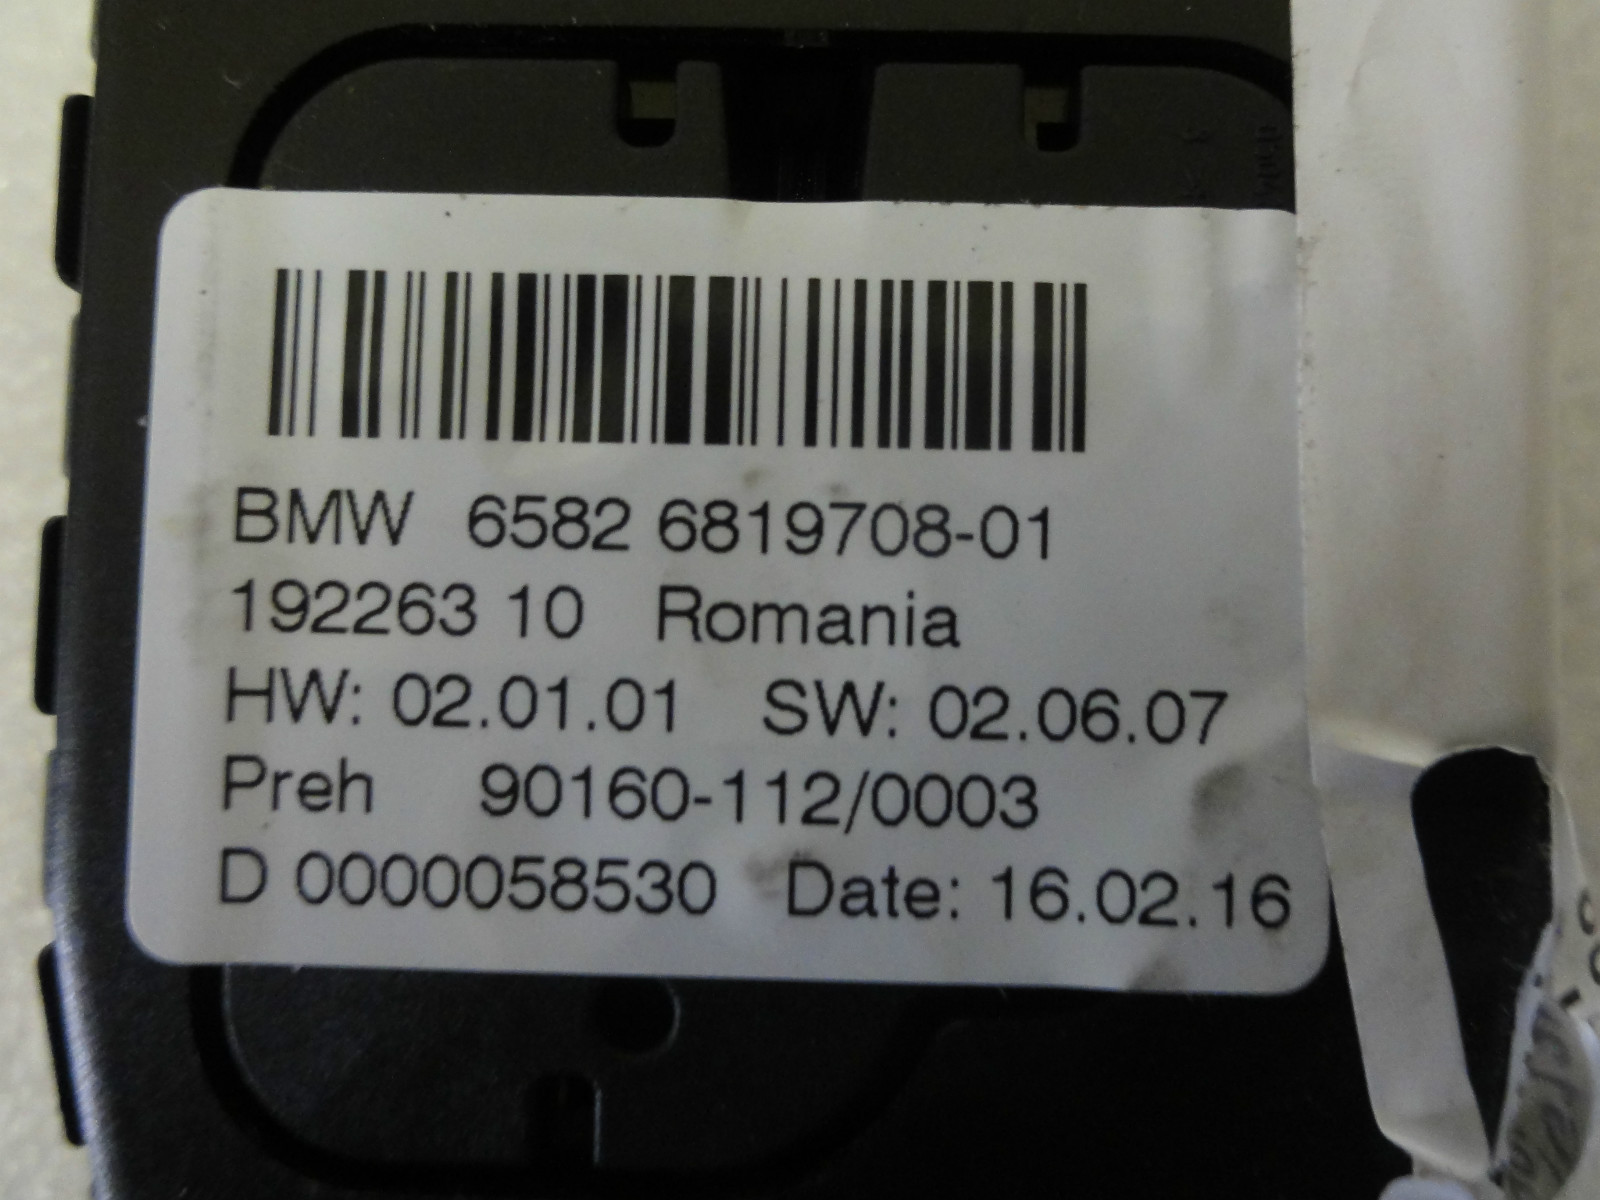 BMW 6582 6819708-01
192263 10 Romania
HW: 02.01.01 SW: 02.06.07
Preh 90160-112/0003
D 0000058530 Date: 16.02.16